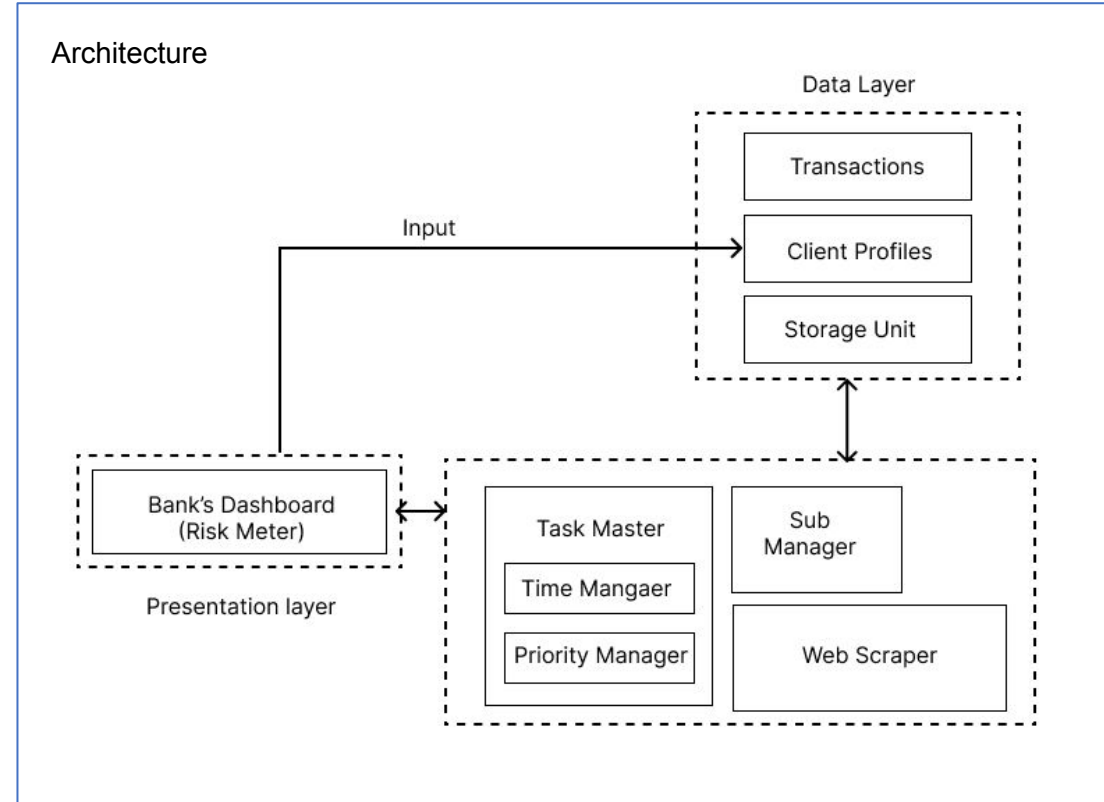 Architecture
Data Layer
Transactions
Input
Client Profiles
Storage Unit
Bank's Dashboard
(Risk Meter)
Presentation layer
Task Master
Time Mangaer
Priority Manager
Sub
Manager
Web Scraper